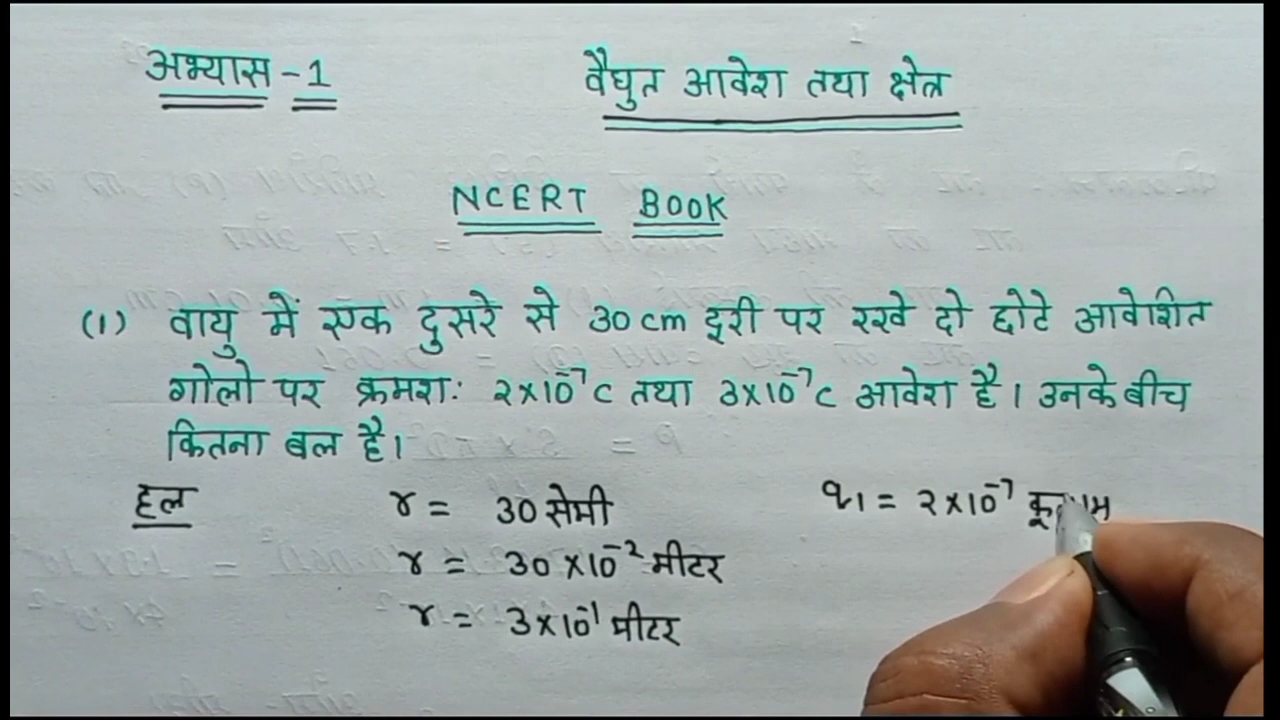 अभ्यास - 1
वैद्युत आवेश तथा क्षेत्र
NCERT BOOK
(1) वायु में एक दुसरे से 30 cm दूरी पर रखे दो छोटे आवेशित
गोलो पर क्रमश: 2×10⁻⁷ C तथा 3×10⁻⁷ C आवेश है। उनके बीच
कितना बल है।
हल r = 30 सेमी q₁ = 2×10⁻⁷
r = 30 ×10⁻² मीटर
r = 3×10⁻¹ मीटर